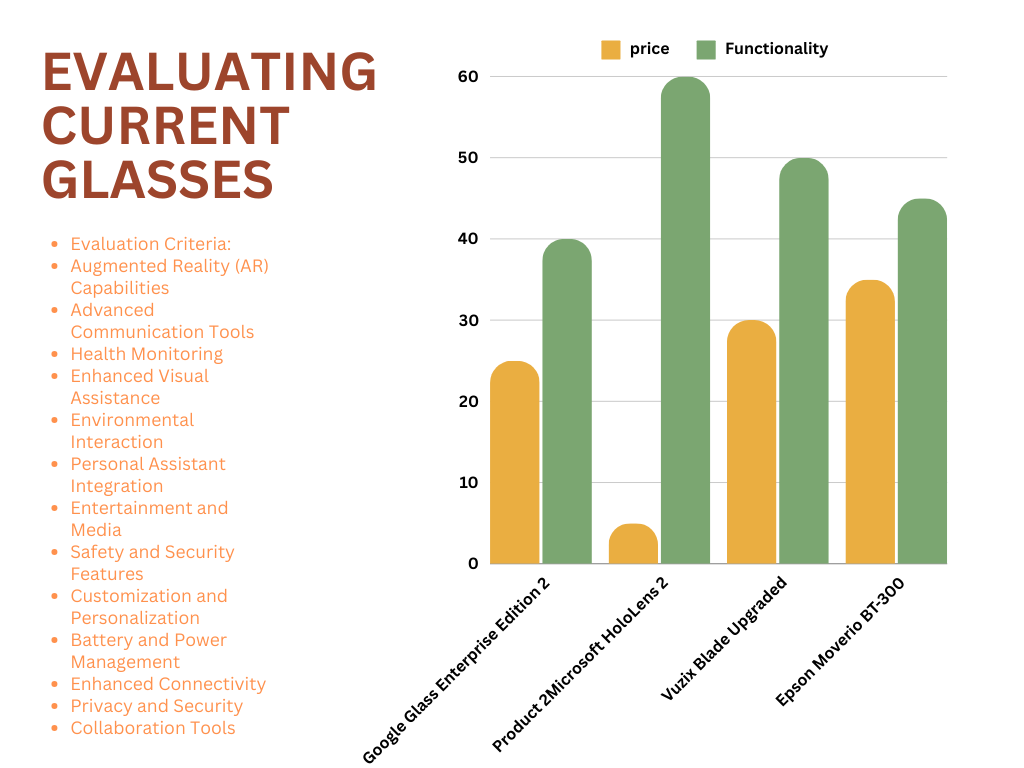 EVALUATING
CURRENT
GLASSES
Evaluation Criteria:
Augmented Reality (AR)
Capabilities
Advanced
Communication Tools
Health Monitoring
Enhanced Visual
Assistance
Environmental
Interaction
Personal Assistant
Integration
Entertainment and
Media
Safety and Security
Features
Customization and
Personalization
Battery and Power
Management
Enhanced Connectivity
Privacy and Security
Collaboration Tools
price
Functionality
60
50
40
30
20
10
0
Google Glass Enterprise Edition 2
Product 2Microsoft HoloLens 2
Vuzix Blade Upgraded
Epson Moverio BT-300